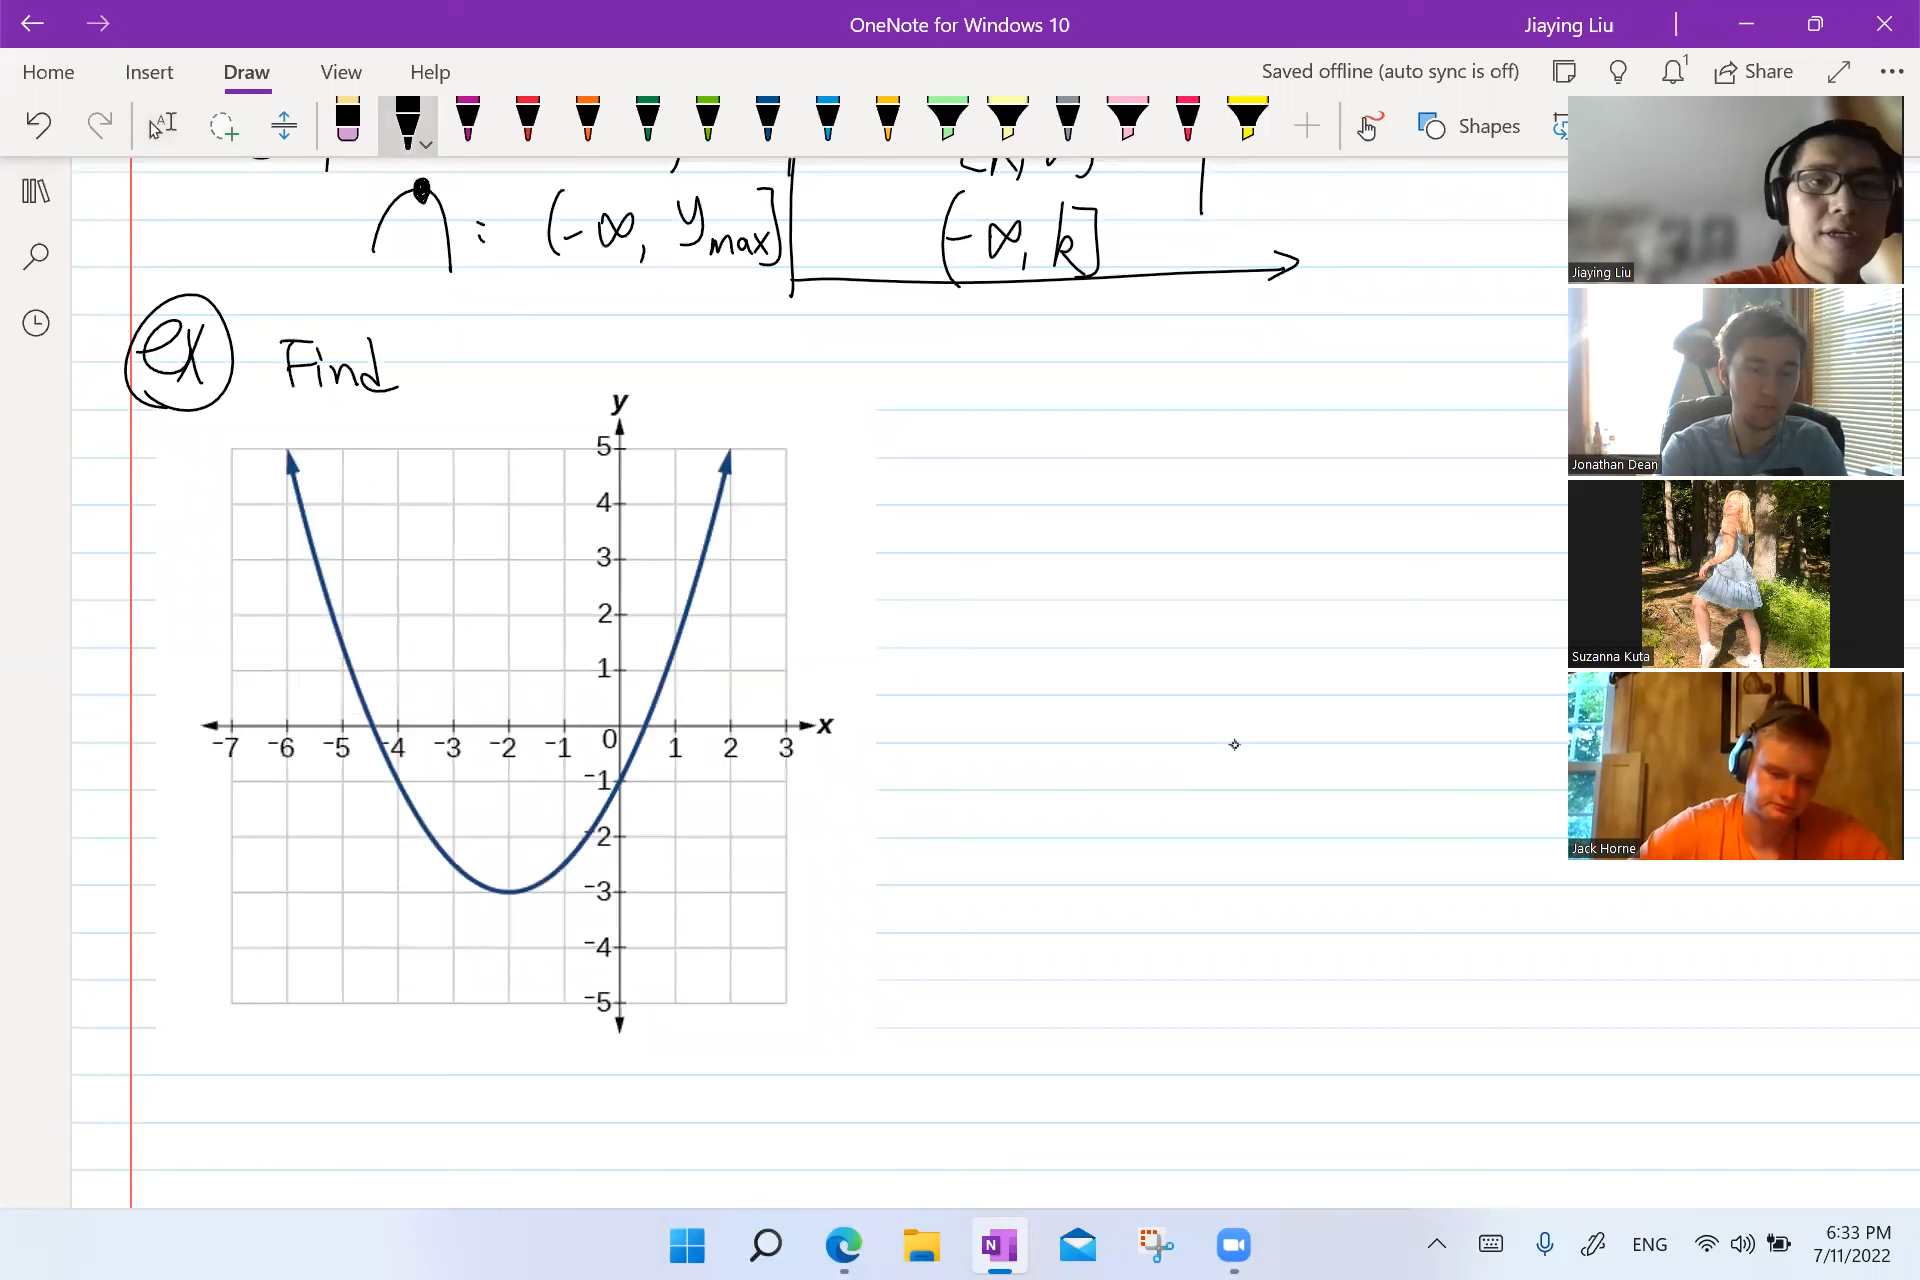 OneNote for Windows 10
Jiaying Liu
Home Insert Draw View Help
Saved offline (auto sync is off)
1
Share
Shapes
: (-∞, ymax]
(-∞, k]
ex Find
y
5
4
3
2
1
-7 -6 -5 -4 -3 -2 -1 0 1 2 3 x
-1
-2
-3
-4
-5
Jiaying Liu
Jonathan Dean
Suzanna Kuta
Jack Horne
N
ENG
6:33 PM
7/11/2022